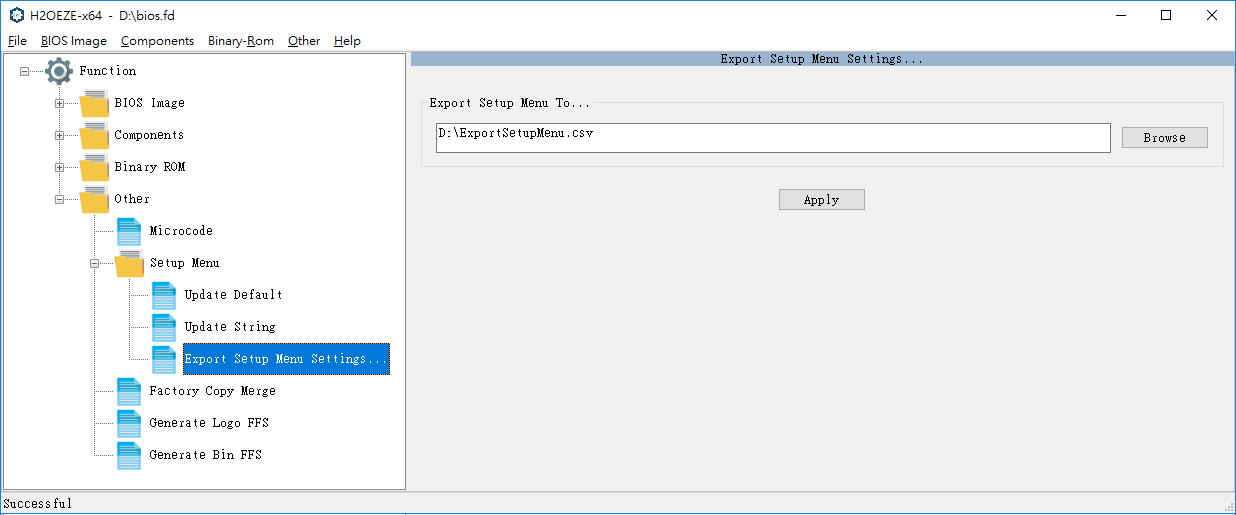 H2OEZE-x64 - D:\bios.fd
File BIOS Image Components Binary-Rom Other Help
Export Setup Menu Settings...
Function
BIOS Image
Components
Binary ROM
Other
Microcode
Setup Menu
Update Default
Update String
Export Setup Menu Settings...
Factory Copy Merge
Generate Logo FFS
Generate Bin FFS
Export Setup Menu To...
D:\ExportSetupMenu.csv
Browse
Apply
Successful